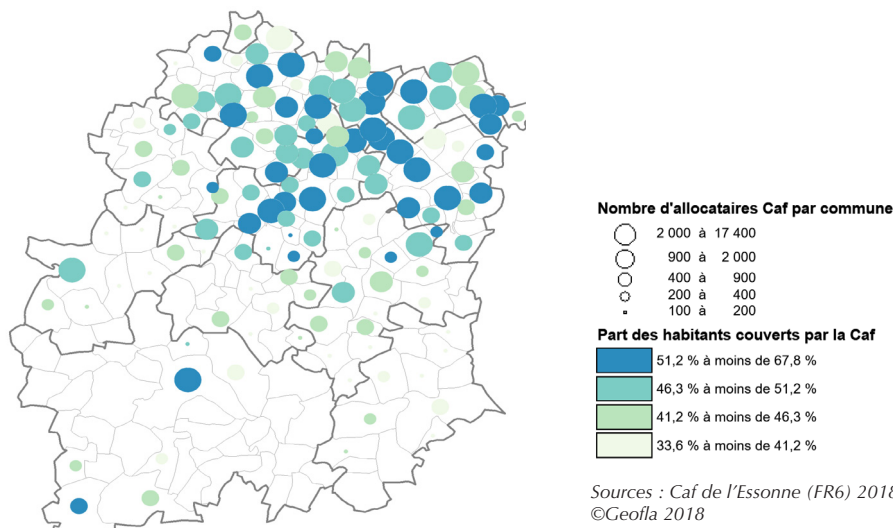 Nombre d'allocataires Caf par commune
2 000 à 17 400
900 à 2 000
400 à 900
200 à 400
100 à 200
Part des habitants couverts par la Caf
51,2 % à moins de 67,8 %
46,3 % à moins de 51,2 %
41,2 % à moins de 46,3 %
33,6 % à moins de 41,2 %
Sources : Caf de l'Essonne (FR6) 2018
©Geofla 2018